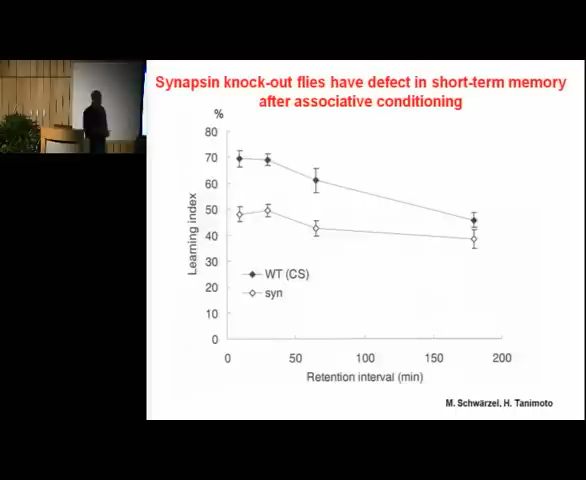 Synapsin knock-out flies have defect in short-term memory
after associative conditioning
%
80
70
60
50
40
30
20
10
0
Learning index
WT (CS)
syn
0 50 100 150 200
Retention interval (min)
M. Schwärzel, H. Tanimoto